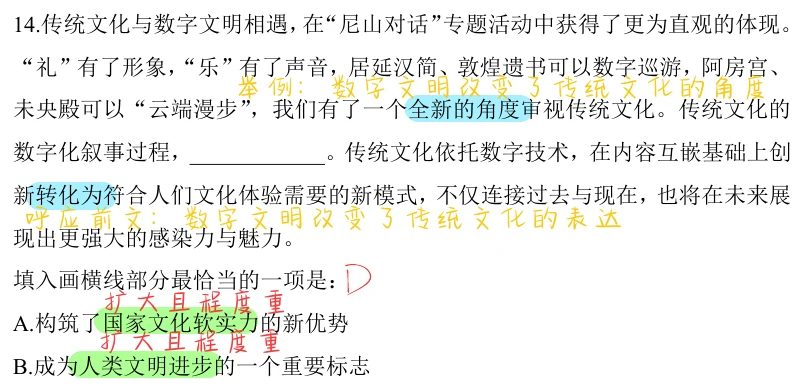 14.传统文化与数字文明相遇，在“尼山对话”专题活动中获得了更为直观的体现。
“礼”有了形象，“乐”有了声音，居延汉简、敦煌遗书可以数字巡游，阿房宫、
举例：数字文明改变了传统文化的角度
未央殿可以“云端漫步”，我们有了一个全新的角度审视传统文化。传统文化的
数字化叙事过程，____________。传统文化依托数字技术，在内容互嵌基础上创
新转化为符合人们文化体验需要的新模式，不仅连接过去与现在，也将在未来展
呼应前文：数字文明改变了传统文化的表达
现出更强大的感染力与魅力。
填入画横线部分最恰当的一项是：D
扩大且程度重
A.构筑了国家文化软实力的新优势
扩大且程度重
B.成为人类文明进步的一个重要标志